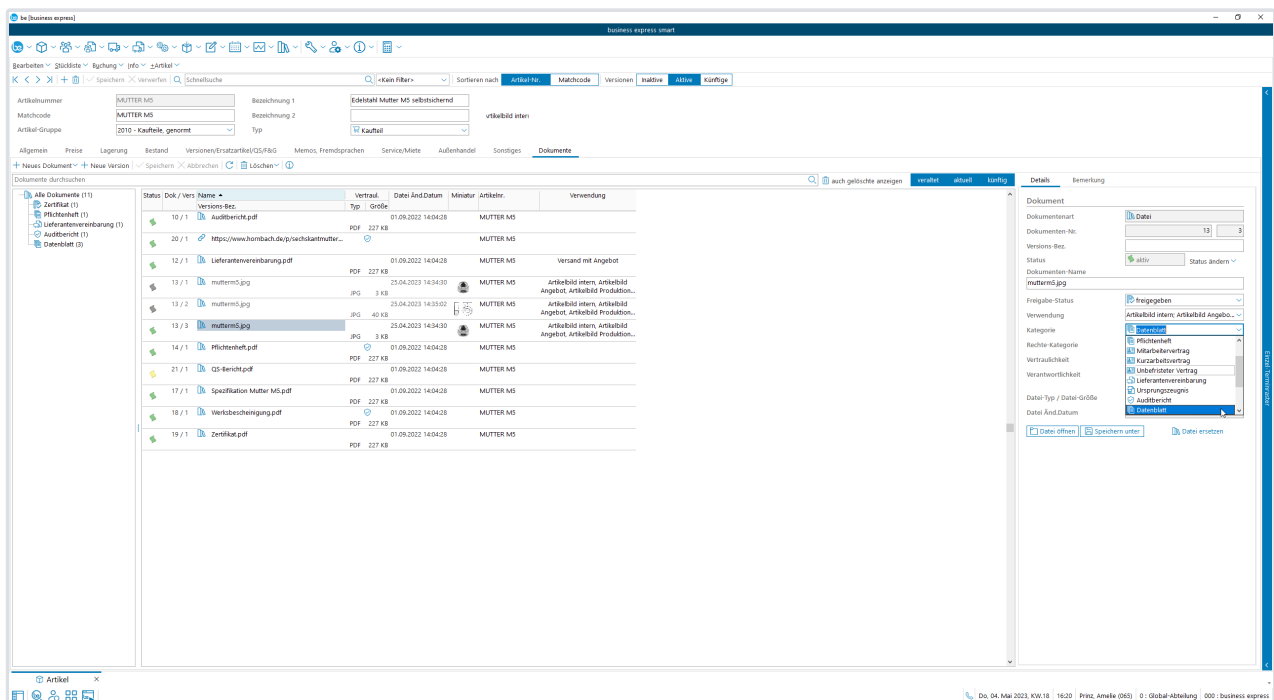 be [business express]
business express smart
Bearbeiten Stückliste Buchung Info +Artikel
Speichern Verwerfen Schnellsuche <Kein Filter> Sortieren nach Artikel-Nr. Matchcode Versionen Inaktive Aktive Künftige
Artikelnummer MUTTER M5 Bezeichnung 1 Edelstahl Mutter M5 selbstsichernd
Matchcode MUTTER M5 Bezeichnung 2 Artikelbild intern
Artikel-Gruppe 2010 - Kaufteile, genormt Typ Kaufteil
Allgemein Preise Lagerung Bestand Versionen/Ersatzartikel/QS/F&G Memos, Fremdsprachen Service/Miete Außenhandel Sonstiges Dokumente
+ Neues Dokument + Neue Version Speichern Abbrechen Löschen
Dokumente durchsuchen auch gelöschte anzeigen veraltet aktuell künftig Details Bemerkung
Alle Dokumente (11)
Zertifikat (1)
Pflichtenheft (1)
Lieferantenvereinbarung (1)
Auditbericht (1)
Datenblatt (3)
Status Dok / Vers Name Vertraul. Datei Änd.Datum Miniatur Artikelnr. Verwendung
Versions-Bez. Typ Größe
10 / 1 Auditbericht.pdf 01.09.2022 14:04:28 MUTTER M5
PDF 227 KB
20 / 1 https://www.hornbach.de/p/sechskantmutter... MUTTER M5
12 / 1 Lieferantenvereinbarung.pdf 01.09.2022 14:04:28 MUTTER M5 Versand mit Angebot
PDF 227 KB
13 / 1 mutterm5.jpg 25.04.2023 14:34:30 MUTTER M5 Artikelbild intern, Artikelbild
JPG 3 KB Angebot, Artikelbild Produktion...
13 / 2 mutterm5.jpg 25.04.2023 14:35:02 MUTTER M5 Artikelbild intern, Artikelbild
JPG 40 KB Angebot, Artikelbild Produktion...
13 / 3 mutterm5.jpg 25.04.2023 14:34:30 MUTTER M5 Artikelbild intern, Artikelbild
JPG 3 KB Angebot, Artikelbild Produktion...
14 / 1 Pflichtenheft.pdf 01.09.2022 14:04:28 MUTTER M5
PDF 227 KB
21 / 1 QS-Bericht.pdf 01.09.2022 14:04:28 MUTTER M5
PDF 227 KB
17 / 1 Spezifikation Mutter M5.pdf 01.09.2022 14:04:28 MUTTER M5
PDF 227 KB
18 / 1 Werksbescheinigung.pdf 01.09.2022 14:04:28 MUTTER M5
PDF 227 KB
19 / 1 Zertifikat.pdf 01.09.2022 14:04:28 MUTTER M5
PDF 227 KB
Dokument
Dokumentenart Datei
Dokumenten-Nr. 13 3
Versions-Bez.
Status aktiv Status ändern
Dokumenten-Name
mutterm5.jpg
Freigabe-Status freigegeben
Verwendung Artikelbild intern; Artikelbild Angebo...
Kategorie Datenblatt
Rechte-Kategorie
Vertraulichkeit
Verantwortlichkeit
Datei-Typ / Datei-Größe
Datei Änd.Datum
Pflichtenheft
Mitarbeitervertrag
Kurzarbeitsvertrag
Unbefristeter Vertrag
Lieferantenvereinbarung
Ursprungszeugnis
Auditbericht
Datenblatt
Datei öffnen Speichern unter Datei ersetzen
Einzel-Terminraster
Artikel
Do, 04. Mai 2023, KW.18 16:20 Prinz, Amelie (065) 0 : Global-Abteilung 000 : business express